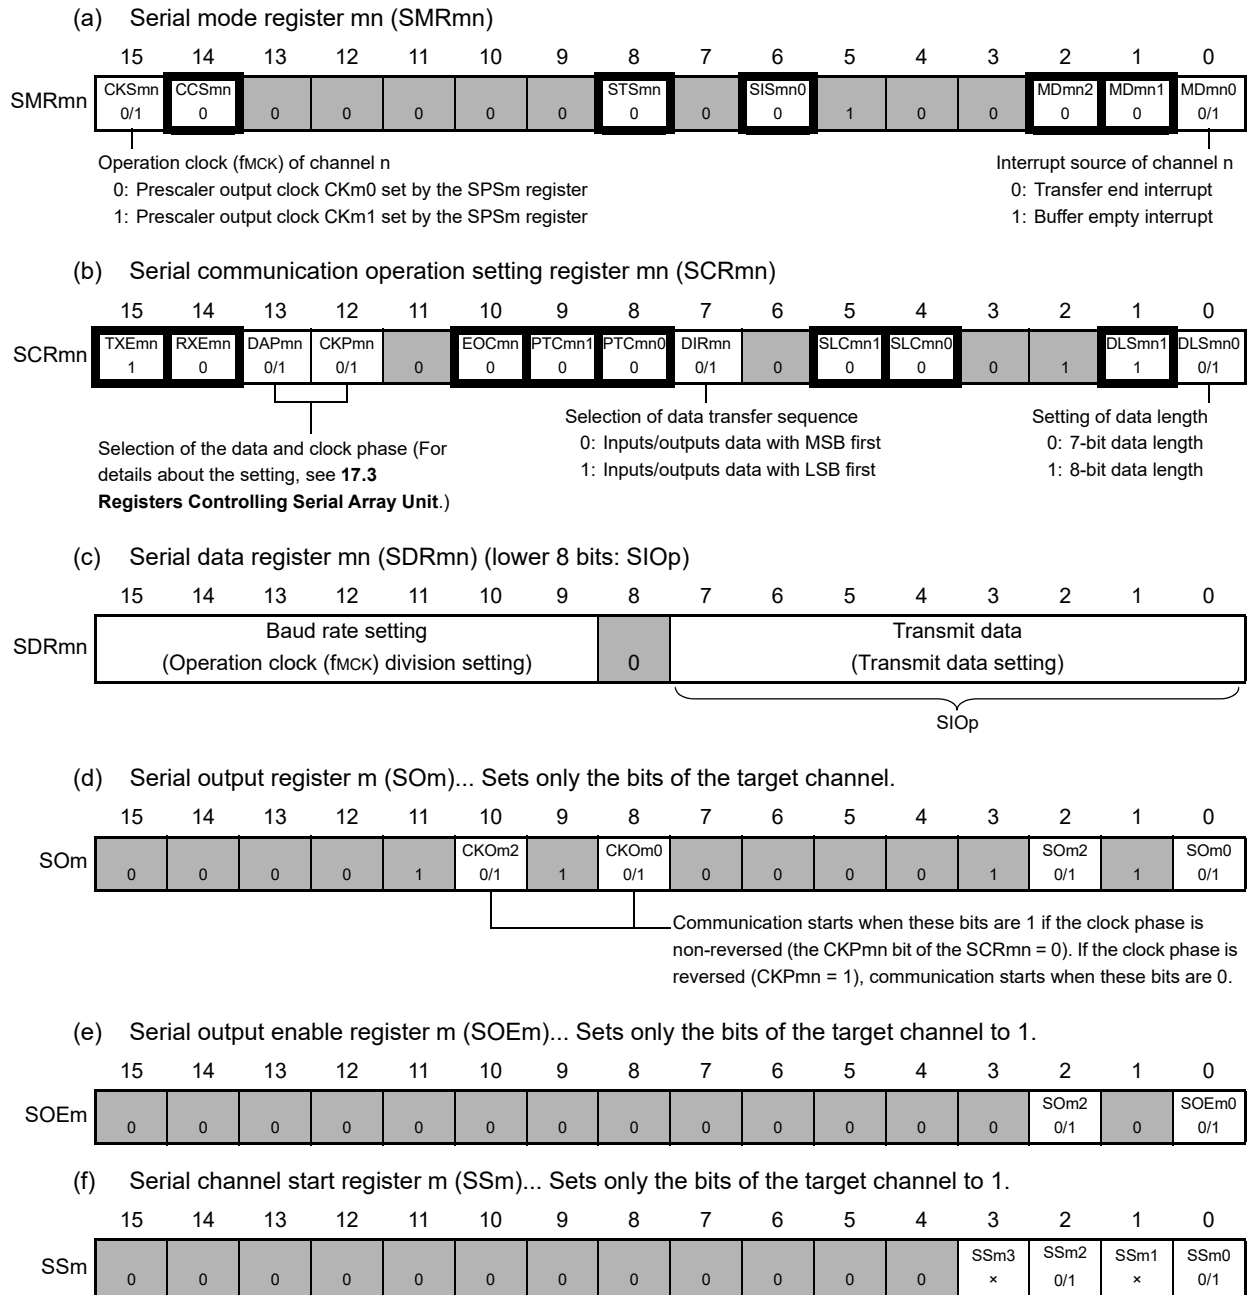 (a) Serial mode register mn (SMRmn)
15 14 13 12 11 10 9 8 7 6 5 4 3 2 1 0
CKSmn CCSmn STSmn SISmn0 MDmn2 MDmn1 MDmn0
SMRmn 0/1 0 0 0 0 0 0 0 0 0 1 0 0 0 0 0/1
Operation clock (fMCK) of channel n
0: Prescaler output clock CKm0 set by the SPSm register
1: Prescaler output clock CKm1 set by the SPSm register
Interrupt source of channel n
0: Transfer end interrupt
1: Buffer empty interrupt
(b) Serial communication operation setting register mn (SCRmn)
15 14 13 12 11 10 9 8 7 6 5 4 3 2 1 0
TXEmn RXEmn DAPmn CKPmn EOCmn PTCmn1 PTCmn0 DIRmn SLCmn1 SLCmn0 DLSmn1 DLSmn0
SCRmn 1 0 0/1 0/1 0 0 0 0 0/1 0 0 0 0 1 1 0/1
Selection of the data and clock phase (For
details about the setting, see 17.3
Registers Controlling Serial Array Unit.)
Selection of data transfer sequence
0: Inputs/outputs data with MSB first
1: Inputs/outputs data with LSB first
Setting of data length
0: 7-bit data length
1: 8-bit data length
(c) Serial data register mn (SDRmn) (lower 8 bits: SIOp)
15 14 13 12 11 10 9 8 7 6 5 4 3 2 1 0
SDRmn Baud rate setting
(Operation clock (fMCK) division setting)
0
Transmit data
(Transmit data setting)
SIOp
(d) Serial output register m (SOm)... Sets only the bits of the target channel.
15 14 13 12 11 10 9 8 7 6 5 4 3 2 1 0
CKOm2 CKOm0 SOm2 SOm0
SOm 0 0 0 0 1 0/1 1 0/1 0 0 0 0 1 0/1 1 0/1
Communication starts when these bits are 1 if the clock phase is
non-reversed (the CKPmn bit of the SCRmn = 0). If the clock phase is
reversed (CKPmn = 1), communication starts when these bits are 0.
(e) Serial output enable register m (SOEm)... Sets only the bits of the target channel to 1.
15 14 13 12 11 10 9 8 7 6 5 4 3 2 1 0
SOm2 SOEm0
SOEm 0 0 0 0 0 0 0 0 0 0 0 0 0 0/1 0 0/1
(f) Serial channel start register m (SSm)... Sets only the bits of the target channel to 1.
15 14 13 12 11 10 9 8 7 6 5 4 3 2 1 0
SSm3 SSm2 SSm1 SSm0
SSm 0 0 0 0 0 0 0 0 0 0 0 0 × 0/1 × 0/1